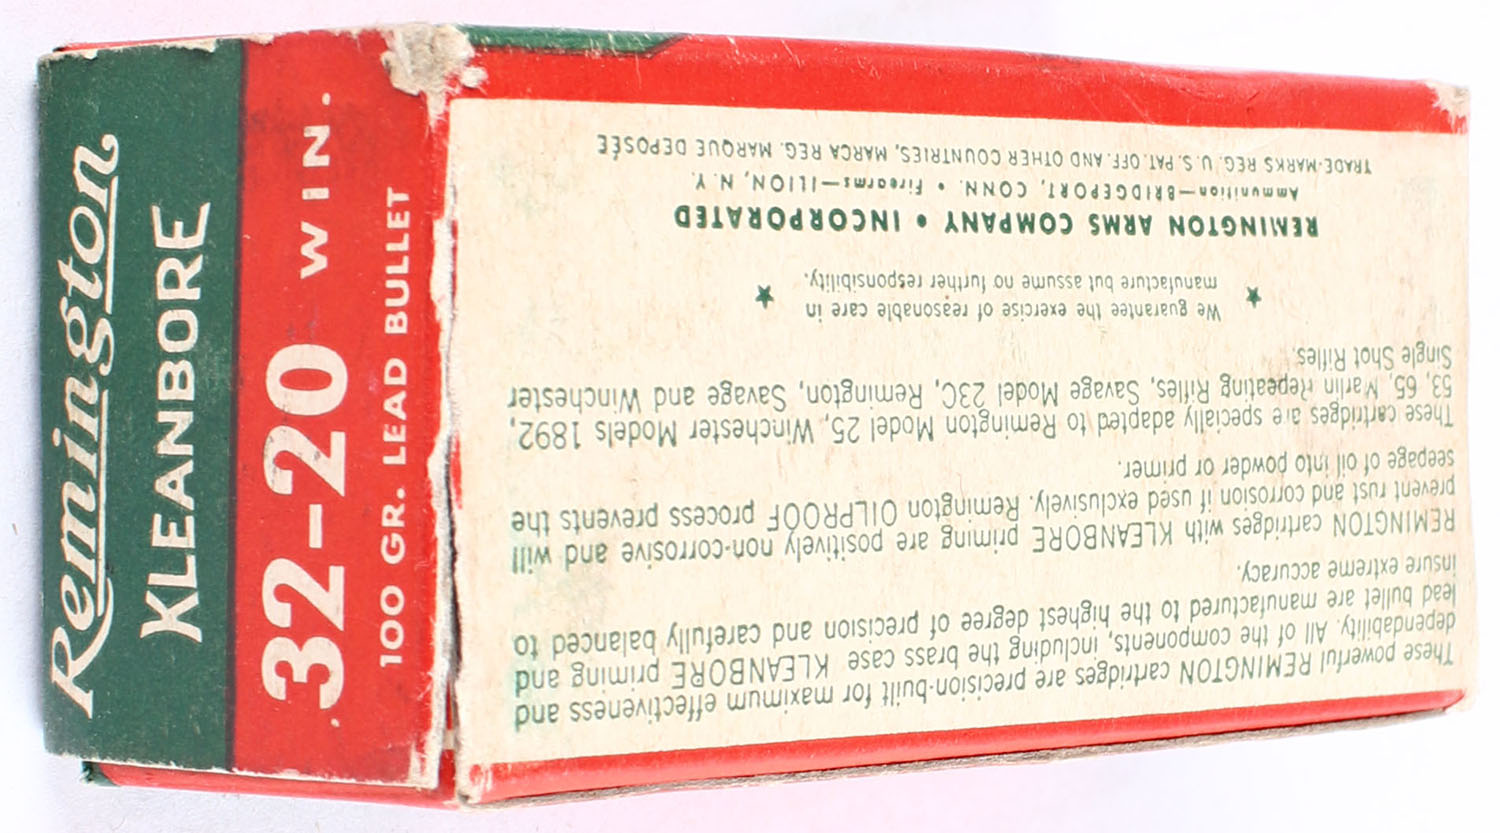 Remington
KLEANBORE
.32-20 WIN.
100 GR. LEAD BULLET
These powerful REMINGTON cartridges are precision-built for maximum effectiveness and
dependability. All of the components, including the brass case KLEANBORE priming and
lead bullet are manufactured to the highest degree of precision and carefully balanced to
insure extreme accuracy.
REMINGTON cartridges with KLEANBORE priming are positively non-corrosive and will
prevent rust and corrosion if used exclusively. Remington OILPROOF process prevents the
seepage of oil into powder or primer.
These cartridges are specially adapted to Remington Model 25, Winchester Models 1892,
53, 65, Marlin Repeating Rifles, Savage Model 23C, Remington, Savage and Winchester
Single Shot Rifles.
We guarantee the exercise of reasonable care in
★ manufacture but assume no further responsibility. ★
REMINGTON ARMS COMPANY • INCORPORATED
Ammunition—BRIDGEPORT, CONN. • Firearms—ILION, N. Y.
TRADE-MARKS REG. U. S. PAT. OFF. AND OTHER COUNTRIES, MARCA REG. MARQUE DEPOSÉE